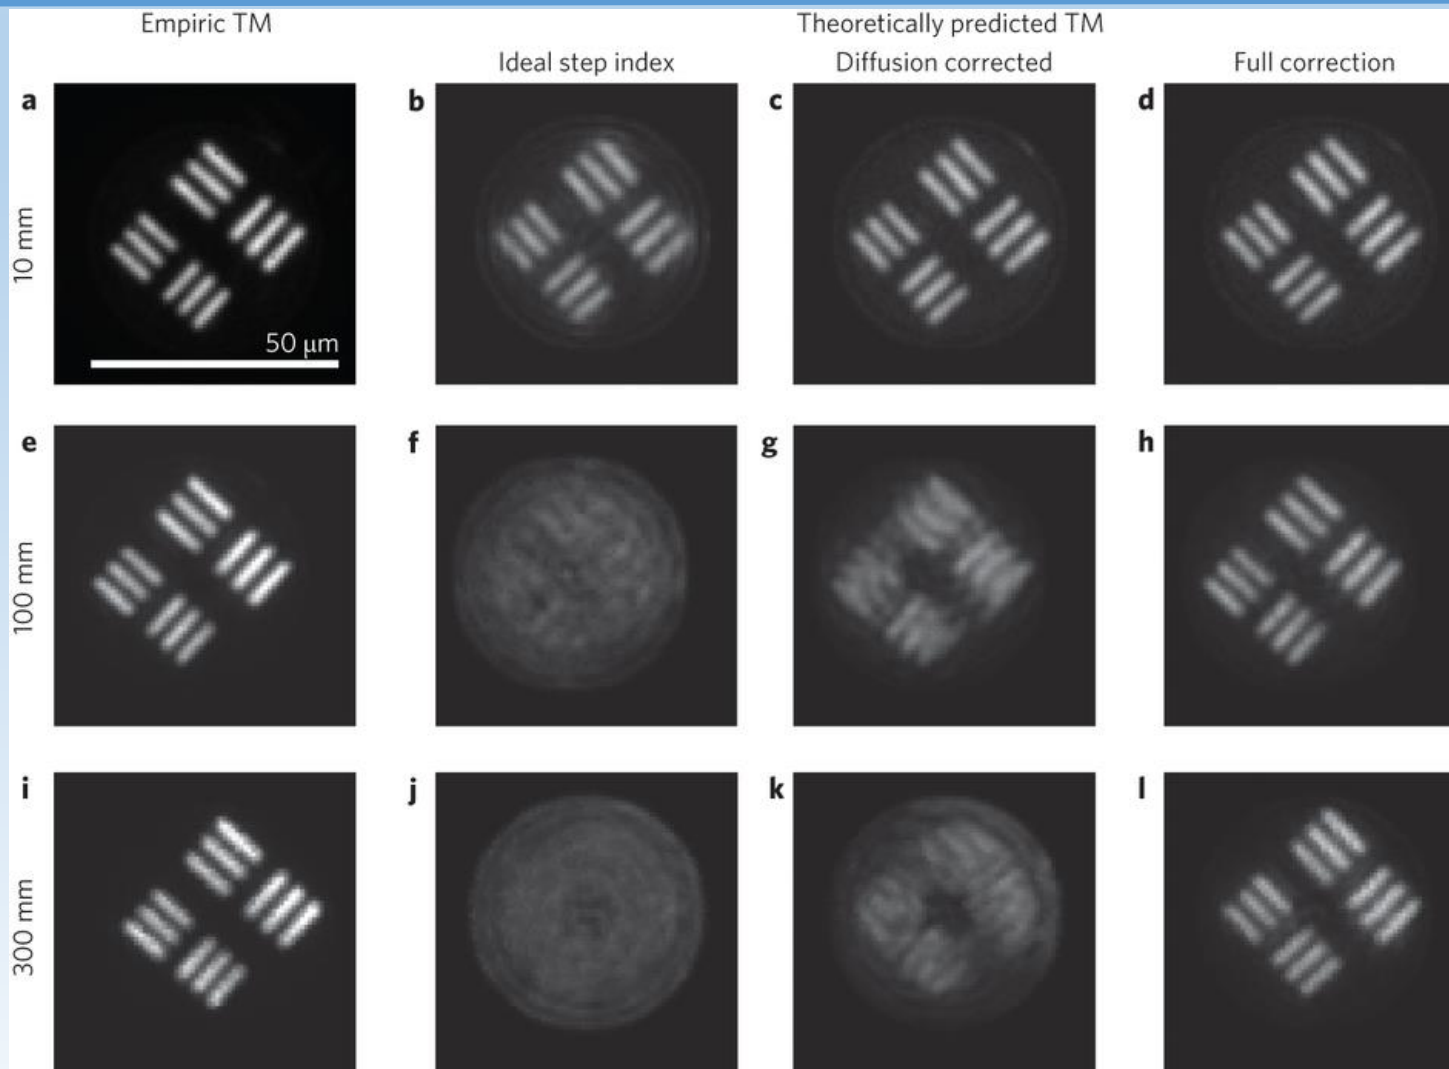 Empiric TM
Theoretically predicted TM
Ideal step index
Diffusion corrected
Full correction
a
b
c
d
10 mm
50 μm
e
f
g
h
100 mm
i
j
k
l
300 mm